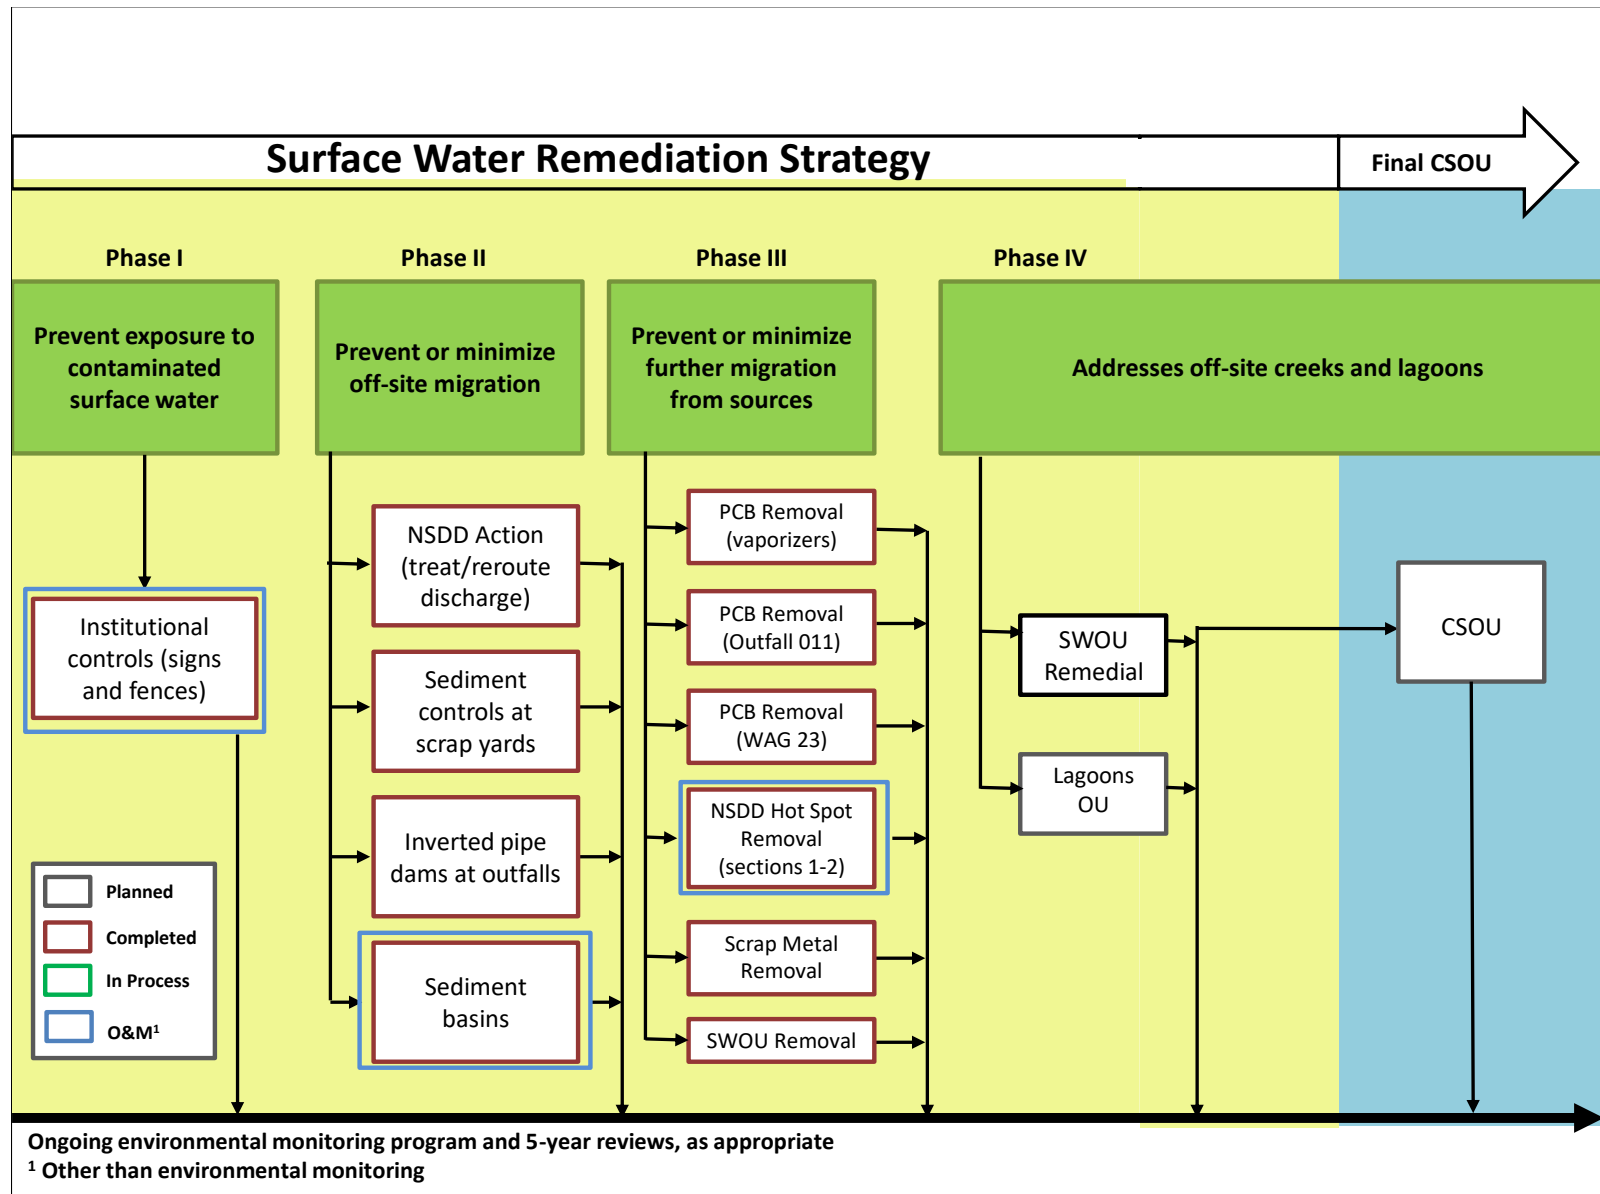 Surface Water Remediation Strategy
Final CSOU
Phase I
Phase II
Phase III
Phase IV
Prevent exposure to
contaminated
surface water
Prevent or minimize
off-site migration
Prevent or minimize
further migration
from sources
Addresses off-site creeks and lagoons
Institutional
controls (signs
and fences)
NSDD Action
(treat/reroute
discharge)
Sediment
controls at
scrap yards
Inverted pipe
dams at outfalls
Sediment
basins
PCB Removal
(vaporizers)
PCB Removal
(Outfall 011)
PCB Removal
(WAG 23)
NSDD Hot Spot
Removal
(sections 1-2)
Scrap Metal
Removal
SWOU Removal
SWOU
Remedial
Lagoons
OU
CSOU
Planned
Completed
In Process
O&M¹
Ongoing environmental monitoring program and 5-year reviews, as appropriate
¹ Other than environmental monitoring